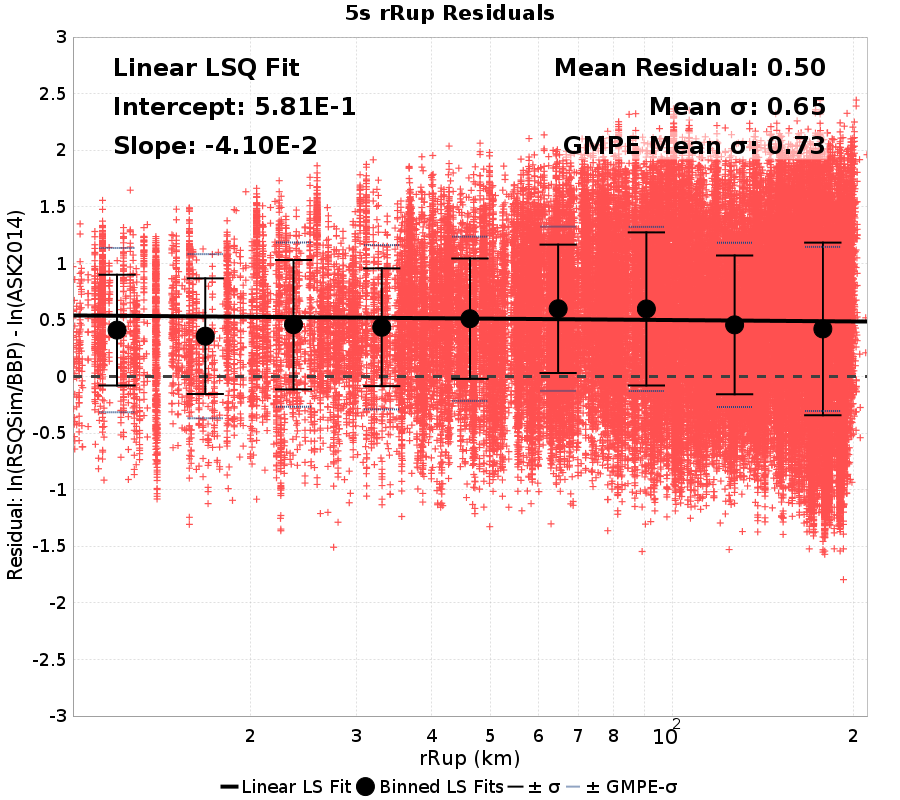 5s rRup Residuals
Linear LSQ Fit
Intercept: 5.81E-1
Slope: -4.10E-2
Mean Residual: 0.50
Mean σ: 0.65
GMPE Mean σ: 0.73
Residual: ln(RSQSim/BBP) - ln(ASK2014)
3
2.5
2
1.5
1
0.5
0
-0.5
-1
-1.5
-2
-2.5
-3
2 3 4 5 6 7 8 10² 2
rRup (km)
Linear LS Fit Binned LS Fits ± σ ± GMPE-σ